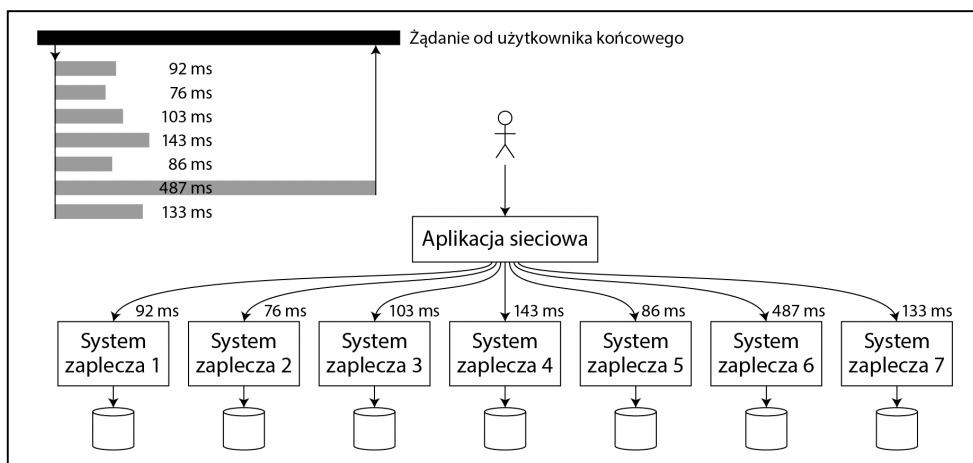 Żądanie od użytkownika końcowego
92 ms
76 ms
103 ms
143 ms
86 ms
487 ms
133 ms
Aplikacja sieciowa
92 ms
76 ms
103 ms
143 ms
86 ms
487 ms
133 ms
System
zaplecza 1
System
zaplecza 2
System
zaplecza 3
System
zaplecza 4
System
zaplecza 5
System
zaplecza 6
System
zaplecza 7